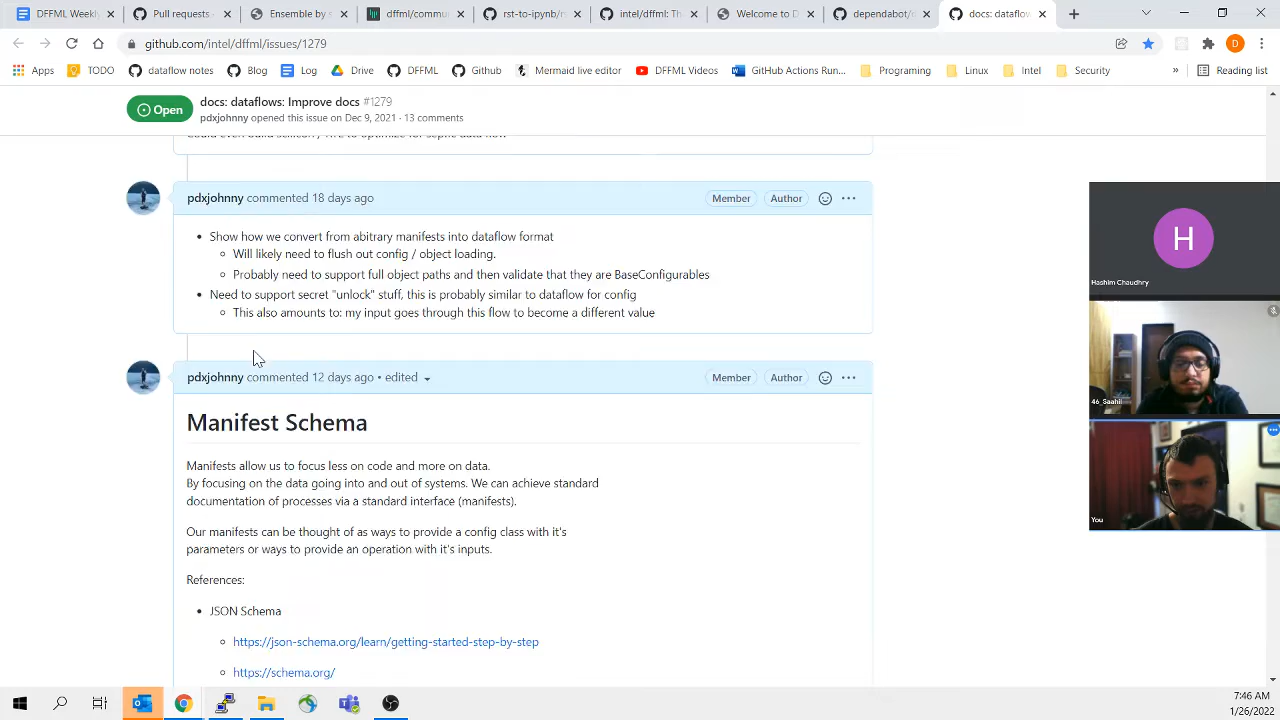 DFFML Weekly
Pull requests ·
Ensemble by
dffml/commu
rst-to-ipynb/n
intel/dffml: Th
Welcome to D
dependabot/d
docs: dataflow
github.com/intel/dffml/issues/1279
D
Apps
TODO
dataflow notes
Blog
Log
Drive
DFFML
Github
Mermaid live editor
DFFML Videos
GitHub Actions Run...
Programing
Linux
Intel
Security
»
Reading list
Open
docs: dataflows: Improve docs #1279
pdxjohnny opened this issue on Dec 9, 2021 · 13 comments
pdxjohnny commented 18 days ago
Member
Author
• Show how we convert from abitrary manifests into dataflow format
Will likely need to flush out config / object loading.
Probably need to support full object paths and then validate that they are BaseConfigurables
• Need to support secret "unlock" stuff, this is probably similar to dataflow for config
This also amounts to: my input goes through this flow to become a different value
pdxjohnny commented 12 days ago • edited
Member
Author
Manifest Schema
Manifests allow us to focus less on code and more on data.
By focusing on the data going into and out of systems. We can achieve standard
documentation of processes via a standard interface (manifests).
Our manifests can be thought of as ways to provide a config class with it's
parameters or ways to provide an operation with it's inputs.
References:
• JSON Schema
https://json-schema.org/learn/getting-started-step-by-step
https://schema.org/
H
Hashim Chaudhry
46_Saahil
You
7:46 AM
1/26/2022